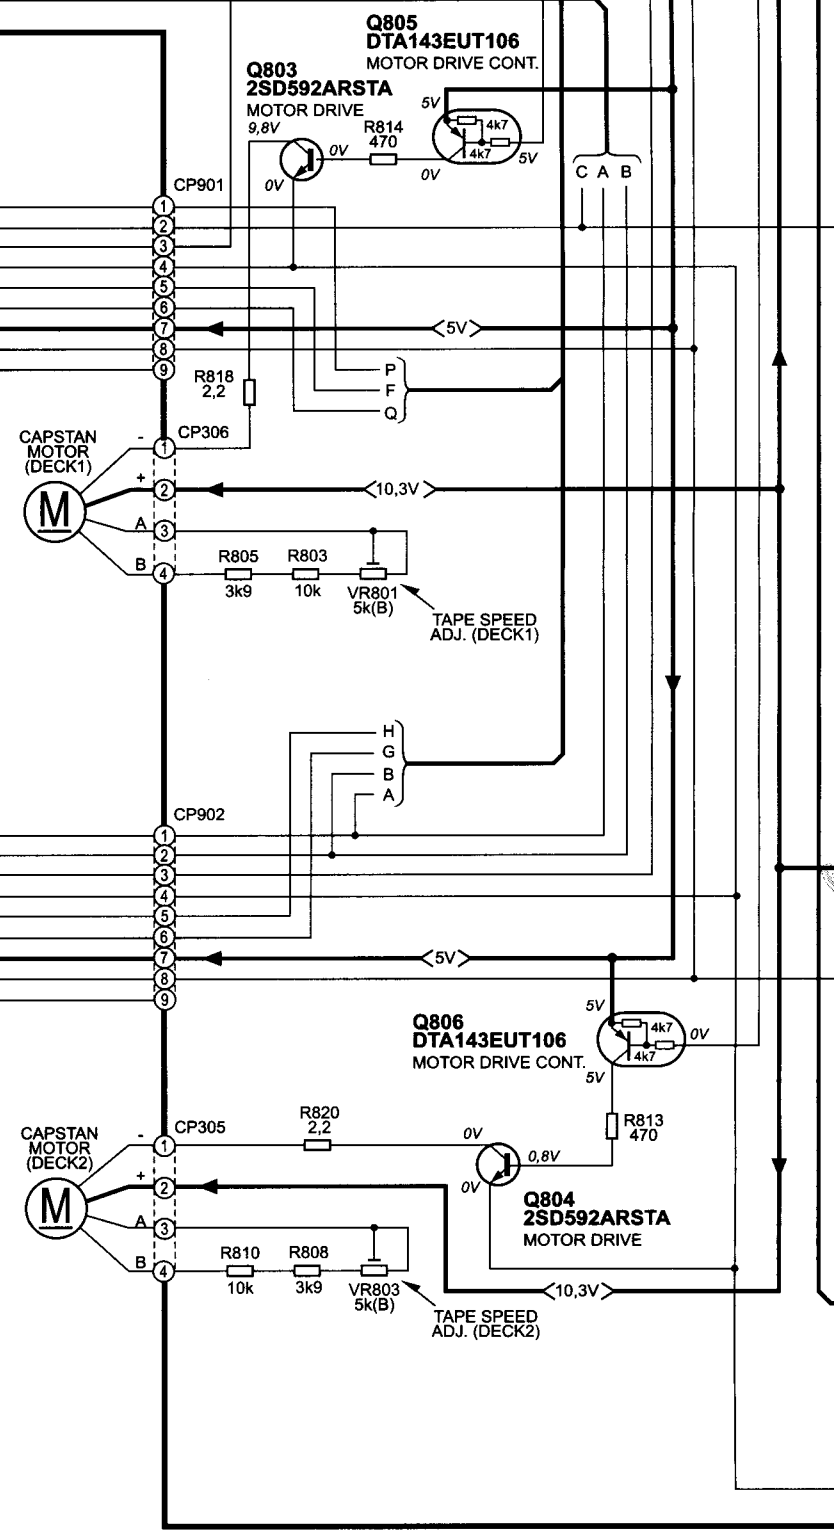 Q805
DTA143EUT106
MOTOR DRIVE CONT.
Q803
2SD592ARSTA
MOTOR DRIVE
9,8V
0V
0V
R814
470
5V
4k7
4k7
5V
0V
C A B
CP901
1
2
3
4
5
6
7
8
9
5V
R818
2,2
P
F
Q
CAPSTAN
MOTOR
(DECK1)
M
-
+
A
B
CP306
1
2
3
4
10,3V
R805
3k9
R803
10k
VR801
5k(B)
TAPE SPEED
ADJ. (DECK1)
H
G
B
A
CP902
1
2
3
4
5
6
7
8
9
5V
Q806
DTA143EUT106
MOTOR DRIVE CONT.
5V
4k7
4k7
0V
5V
R813
470
CAPSTAN
MOTOR
(DECK2)
M
-
+
A
B
CP305
1
2
3
4
R820
2,2
0V
0,8V
0V
Q804
2SD592ARSTA
MOTOR DRIVE
R810
10k
R808
3k9
VR803
5k(B)
10,3V
TAPE SPEED
ADJ. (DECK2)